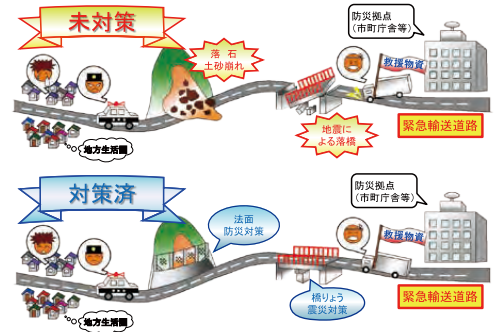 未対策
落石
土砂崩れ
防災拠点
(市町庁舎等)
救援物資
地震に
よる落橋
緊急輸送道路
地方生活圏
対策済
法面
防災対策
防災拠点
(市町庁舎等)
救援物資
橋りょう
震災対策
緊急輸送道路
地方生活圏